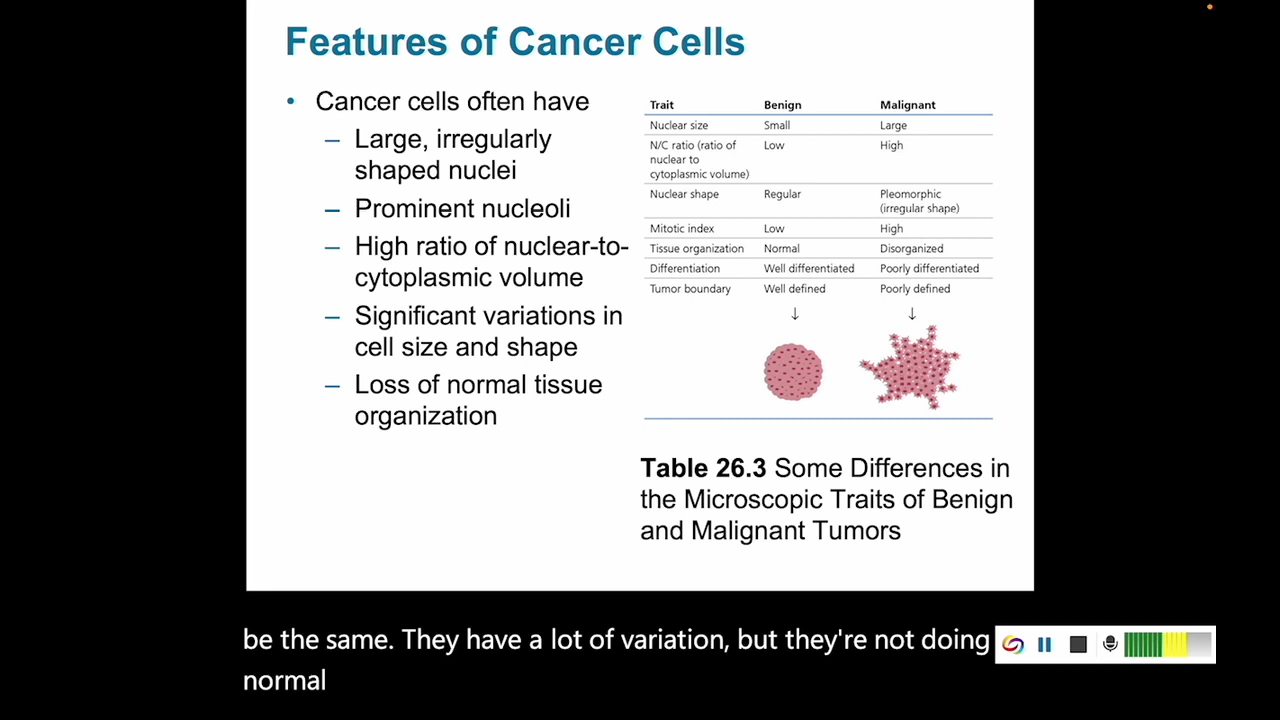 Features of Cancer Cells
• Cancer cells often have
– Large, irregularly
shaped nuclei
– Prominent nucleoli
– High ratio of nuclear-to-
cytoplasmic volume
– Significant variations in
cell size and shape
– Loss of normal tissue
organization
Trait Benign Malignant
Nuclear size Small Large
N/C ratio (ratio of Low High
nuclear to
cytoplasmic volume)
Nuclear shape Regular Pleomorphic
(irregular shape)
Mitotic index Low High
Tissue organization Normal Disorganized
Differentiation Well differentiated Poorly differentiated
Tumor boundary Well defined Poorly defined
↓ ↓
Table 26.3 Some Differences in
the Microscopic Traits of Benign
and Malignant Tumors
be the same. They have a lot of variation, but they're not doing
normal